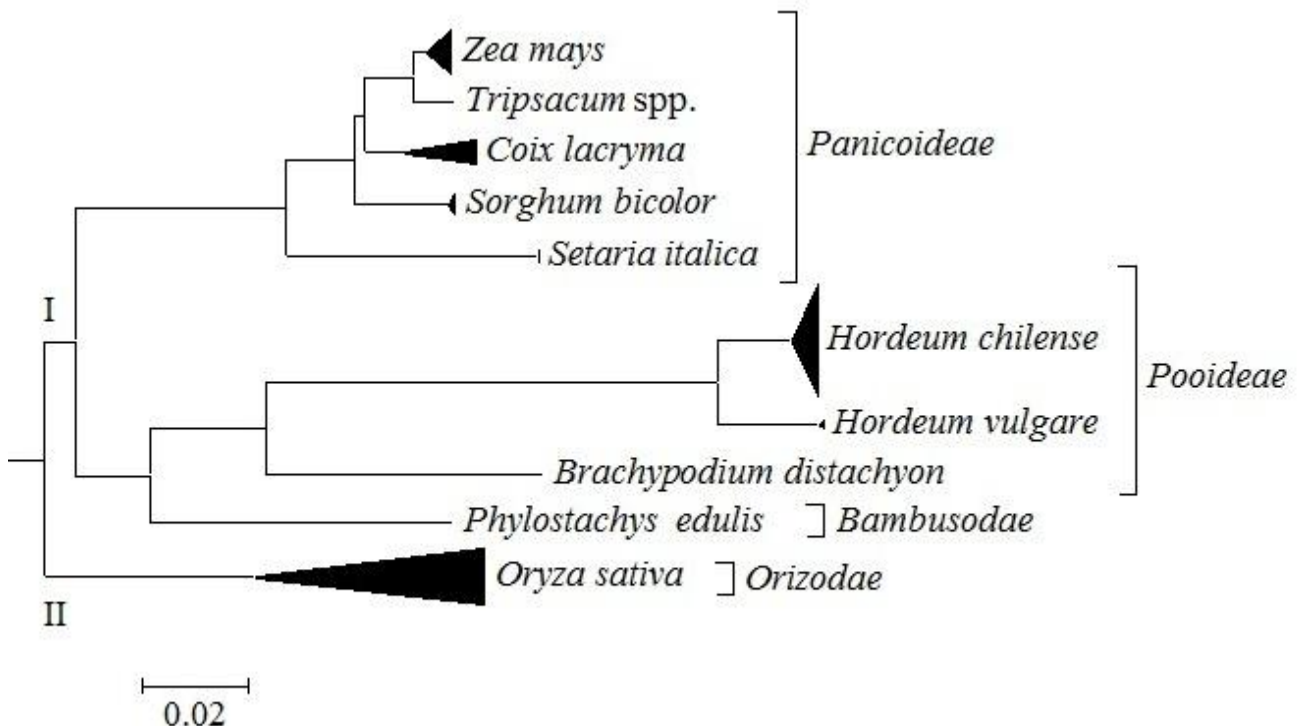 Zea mays
Tripsacum spp.
Panicoideae
Coix lacryma
Sorghum bicolor
Setaria italica
I
Hordeum chilense
Pooideae
Hordeum vulgare
Brachypodium distachyon
Phylostachys edulis
Bambusodae
Oryza sativa
Orizodae
II
0.02